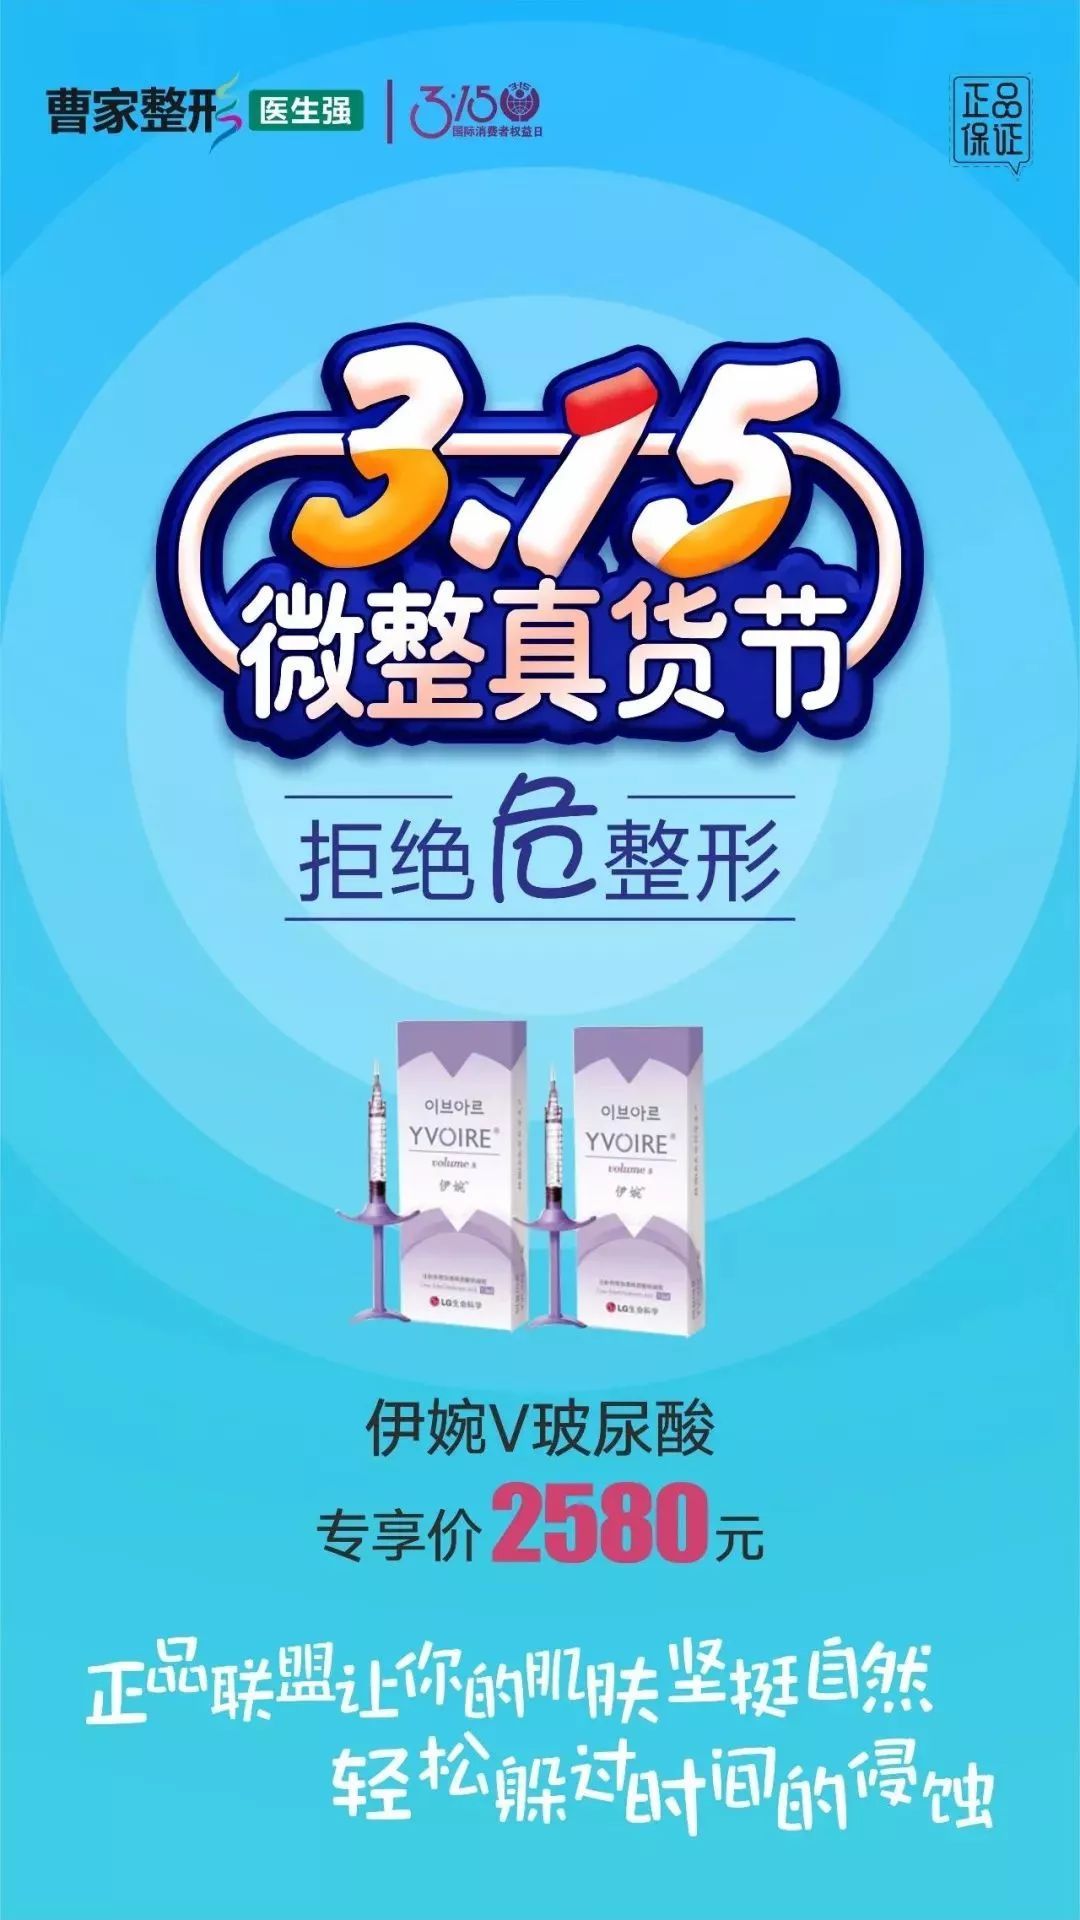 曹家整形 医生强 3·15 国际消费者权益日
正品
保证
3.15
微整真货节
拒绝危整形
이브아르
YVOIRE®
volume s
伊婉™
LG生命科学
이브아르
YVOIRE®
volume s
伊婉™
LG生命科学
伊婉V玻尿酸
专享价2580元
正品联盟让你的肌肤坚挺自然
轻松躲过时间的侵蚀